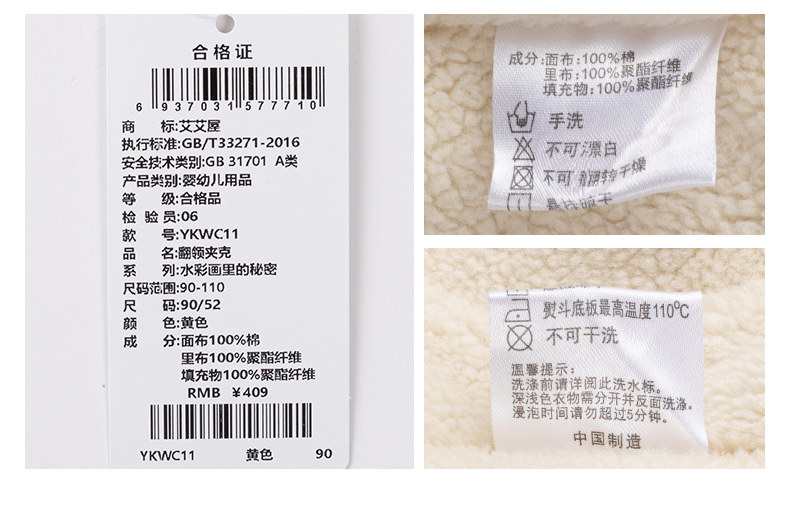 合格证
6 937031 577710
商 标:艾艾屋
执行标准:GB/T33271-2016
安全技术类别:GB 31701 A类
产品类别:婴幼儿用品
等 级:合格品
检 验 员:06
款 号:YKWC11
品 名:翻领夹克
系 列:水彩画里的秘密
尺码范围:90-110
尺 码:90/52
颜 色:黄色
成 分:面布100%棉
里布100%聚酯纤维
填充物100%聚酯纤维
RMB ¥409
YKWC11 黄色 90
成分:面布:100%棉
里布:100%聚酯纤维
填充物:100%聚酯纤维
手洗
不可漂白
不可翻转干燥
悬挂晾干
熨斗底板最高温度110℃
不可干洗
温馨提示:
洗涤前请详阅此洗水标。
深浅色衣物需分开并反面洗涤。
浸泡时间请勿超过5分钟。
中国制造